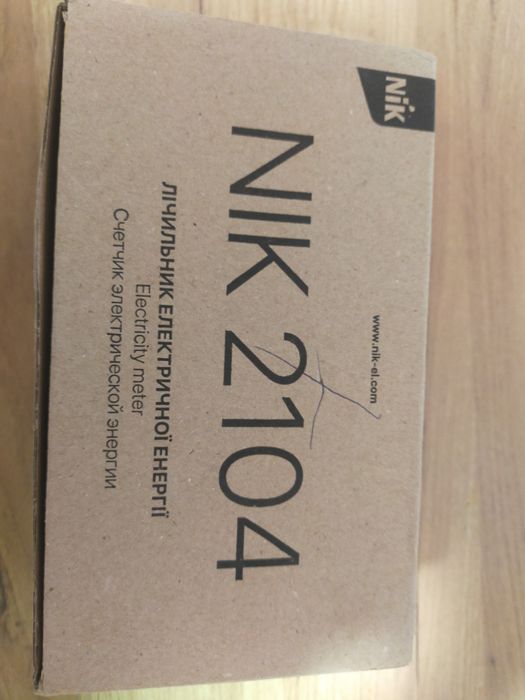 NiK
www.nik-el.com
NIK 2104
ЛІЧИЛЬНИК ЕЛЕКТРИЧНОЇ ЕНЕРГІЇ
Electricity meter
Счетчик электрической энергии